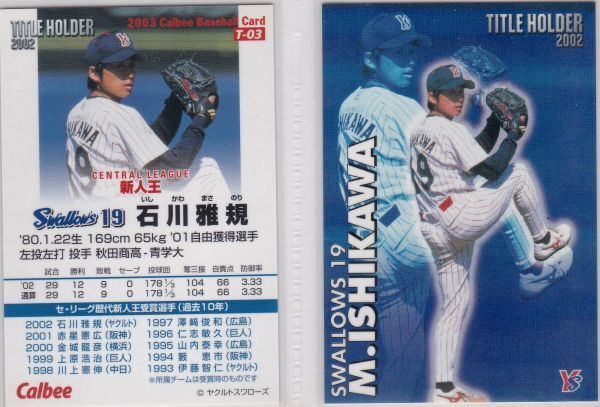 TITLE HOLDER
2002
2003 Calbee Baseball Card
T-03
CENTRAL LEAGUE
新人王
いし かわ まさ のり
Swallows 19 石川雅規
'80.1.22生 169cm 65kg '01自由獲得選手
左投左打 投手 秋田商高-青学大
試合 勝利 敗戦 セーブ 投球回 奪三振 自責点 防御率
'02 29 12 9 0 178 1/3 104 66 3.33
通算 29 12 9 0 178 1/3 104 66 3.33
セ・リーグ歴代新人王受賞選手(過去10年)
2002 石川雅規(ヤクルト) 1997 澤﨑俊和(広島)
2001 赤星憲広(阪神) 1996 仁志敏久(巨人)
2000 金城龍彦(横浜) 1995 山内泰幸(広島)
1999 上原浩治(巨人) 1994 藪 恵市(阪神)
1998 川上憲伸(中日) 1993 伊藤智仁(ヤクルト)
※所属チームは受賞時のものです
Calbee
© ヤクルトスワローズ
TITLE HOLDER
2002
SWALLOWS 19
M.ISHIKAWA
YS